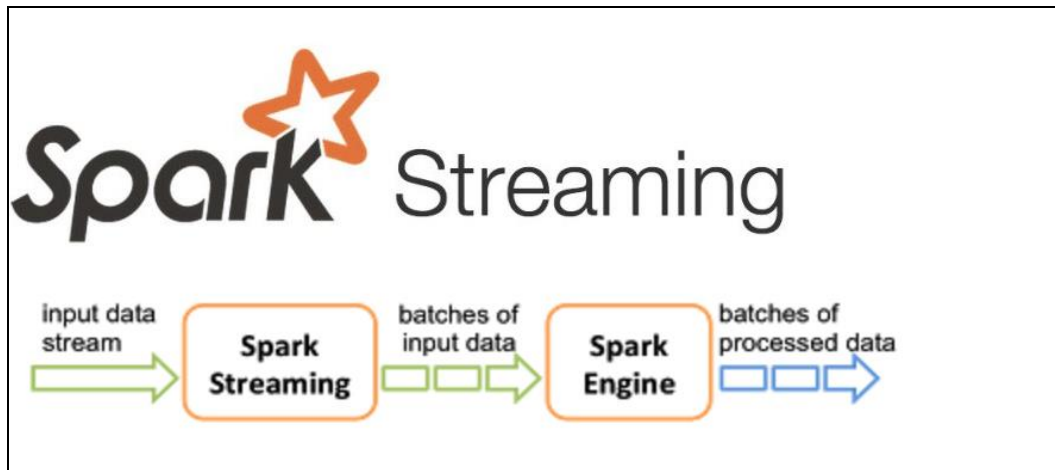 Spark Streaming
input data
stream
Spark
Streaming
batches of
input data
Spark
Engine
batches of
processed data